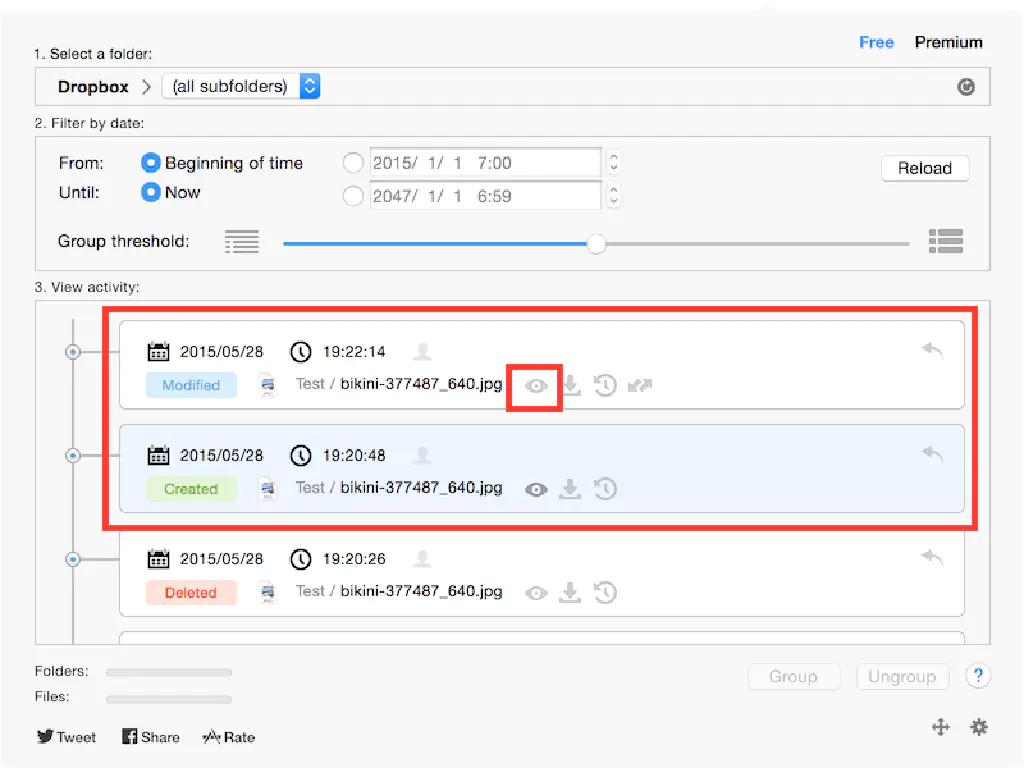 Free Premium
1. Select a folder:
Dropbox > (all subfolders)
2. Filter by date:
From: Beginning of time 2015/ 1/ 1 7:00
Reload
Until: Now 2047/ 1/ 1 6:59
Group threshold:
3. View activity:
2015/05/28 19:22:14
Modified Test / bikini-377487_640.jpg
2015/05/28 19:20:48
Created Test / bikini-377487_640.jpg
2015/05/28 19:20:26
Deleted Test / bikini-377487_640.jpg
Folders:
Group Ungroup ?
Files:
Tweet Share Rate